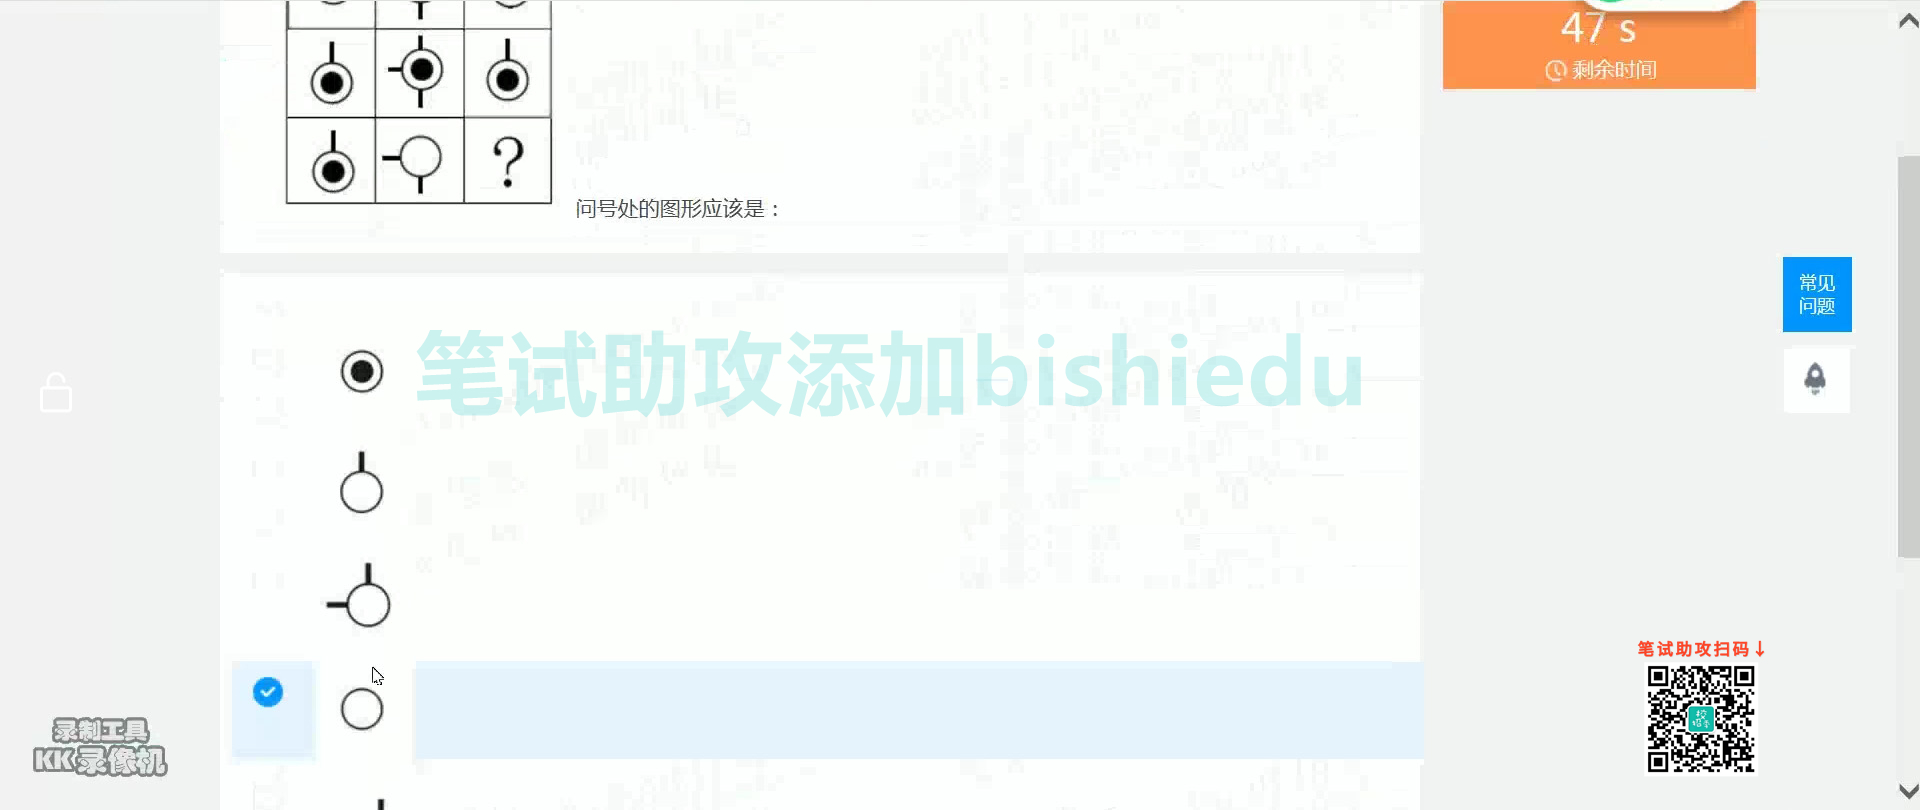 47 s
剩余时间
?
问号处的图形应该是：
常见
问题
笔试助攻添加bishiedu
笔试助攻扫码↓
录制工具
KK录像机